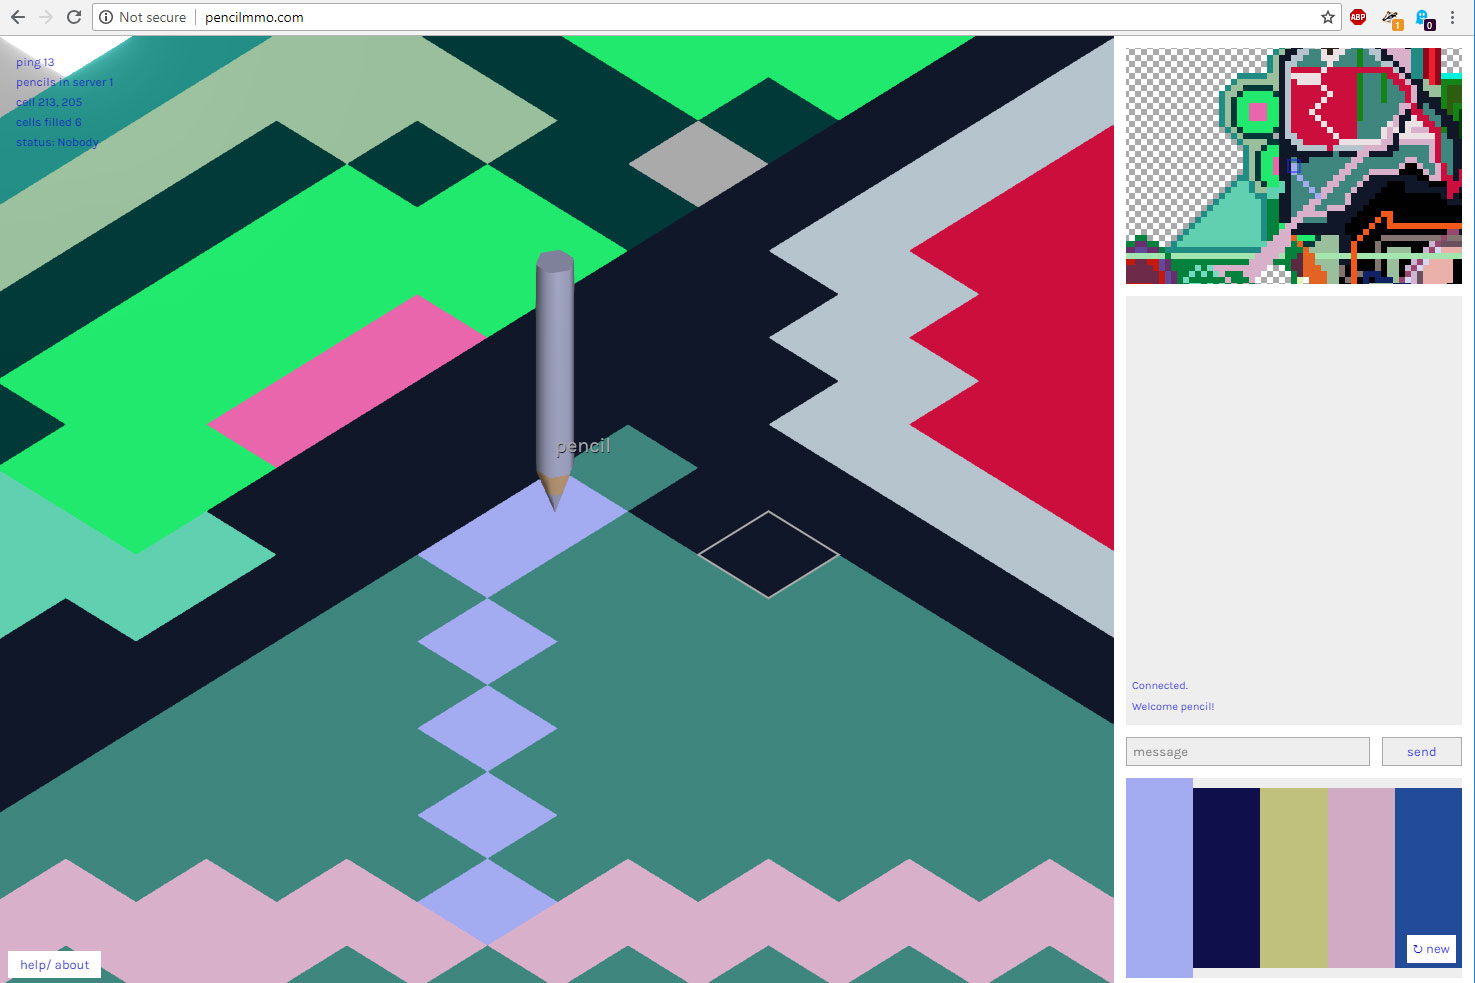 Not secure pencilmmo.com
ABP
1
0
ping 13
pencils in server 1
cell 213, 205
cells filled 6
status: Nobody
pencil
Connected.
Welcome pencil!
message
send
↻ new
help/ about